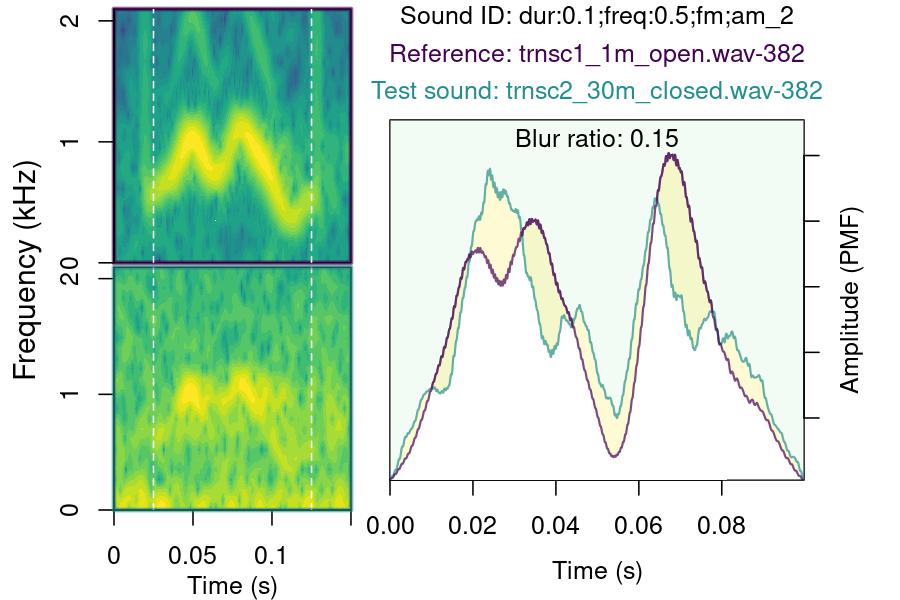 Sound ID: dur:0.1;freq:0.5;fm;am_2
Reference: trnsc1_1m_open.wav-382
Test sound: trnsc2_30m_closed.wav-382
Blur ratio: 0.15
Frequency (kHz)
2
1
0
2
1
0
0 0.05 0.1
Time (s)
Amplitude (PMF)
0.00 0.02 0.04 0.06 0.08
Time (s)